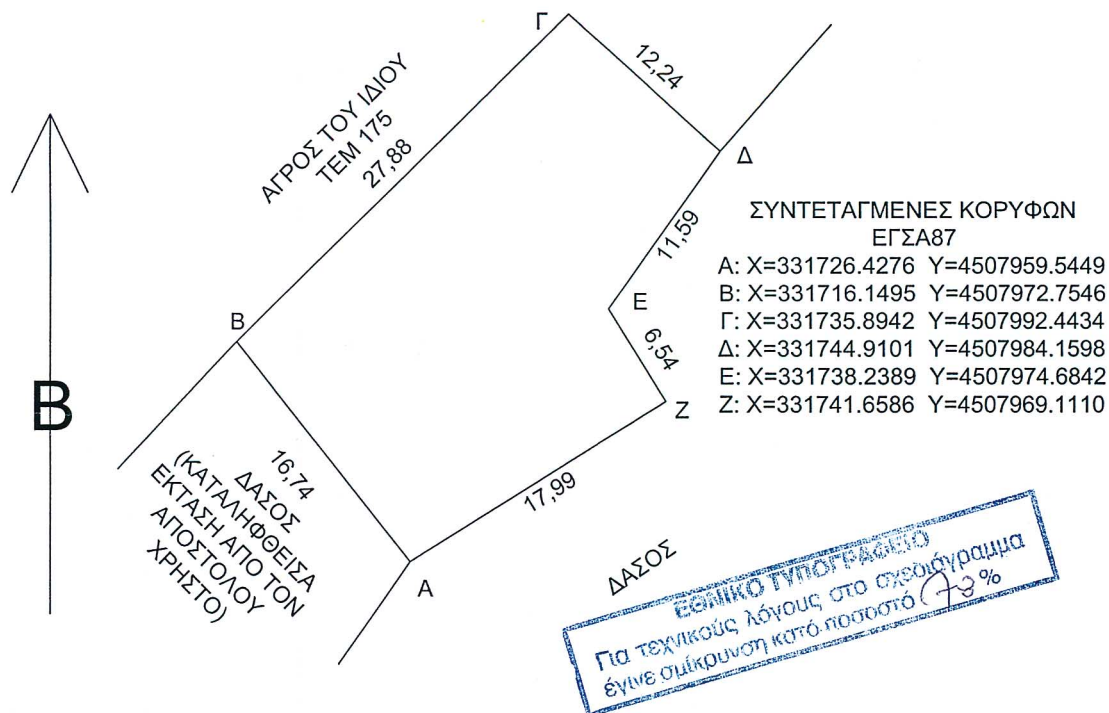 Γ
12,24
ΑΓΡΟΣ ΤΟΥ ΙΔΙΟΥ
ΤΕΜ 175
27,88
Δ
11,59
ΣΥΝΤΕΤΑΓΜΕΝΕΣ ΚΟΡΥΦΩΝ
ΕΓΣΑ87
Α: Χ=331726.4276 Υ=4507959.5449
Β: Χ=331716.1495 Υ=4507972.7546
Γ: Χ=331735.8942 Υ=4507992.4434
Δ: Χ=331744.9101 Υ=4507984.1598
Ε: Χ=331738.2389 Υ=4507974.6842
Ζ: Χ=331741.6586 Υ=4507969.1110
Ε
Β
6,54
Β
Ζ
16,74
ΔΑΣΟΣ
(ΚΑΤΑΛΗΦΘΕΙΣΑ
ΕΚΤΑΣΗ ΑΠΟ ΤΟΝ
ΑΠΟΣΤΟΛΟΥ
ΧΡΗΣΤΟ)
17,99
Α
ΔΑΣΟΣ
ΕΘΝΙΚΟ ΤΥΠΟΓΡΑΦΕΙΟ
Για τεχνικούς λόγους στο σχεδιάγραμμα
έγινε σμίκρυνση κατά ποσοστό %